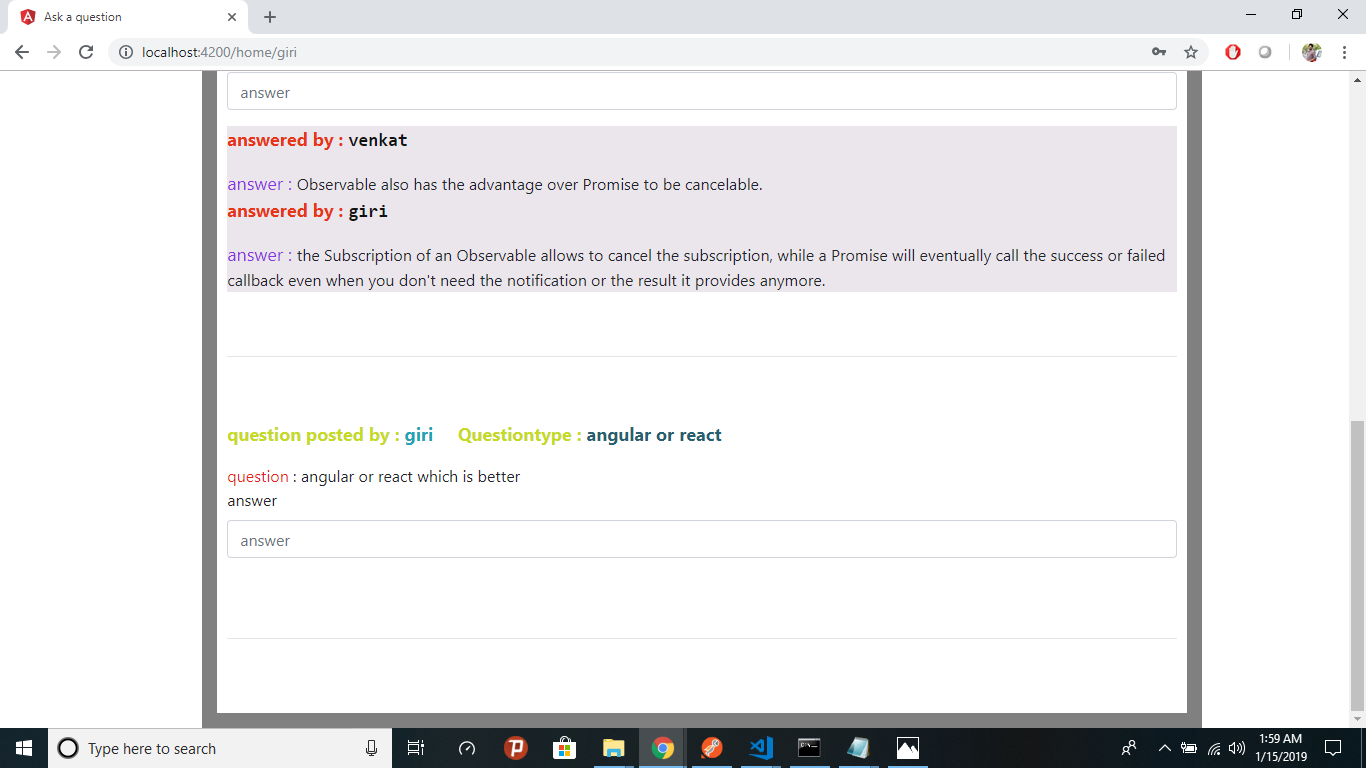 Ask a question
localhost:4200/home/giri
answer
answered by : venkat
answer : Observable also has the advantage over Promise to be cancelable.
answered by : giri
answer : the Subscription of an Observable allows to cancel the subscription, while a Promise will eventually call the success or failed
callback even when you don't need the notification or the result it provides anymore.
question posted by : giri Questiontype : angular or react
question : angular or react which is better
answer
answer
Type here to search
1:59 AM
1/15/2019